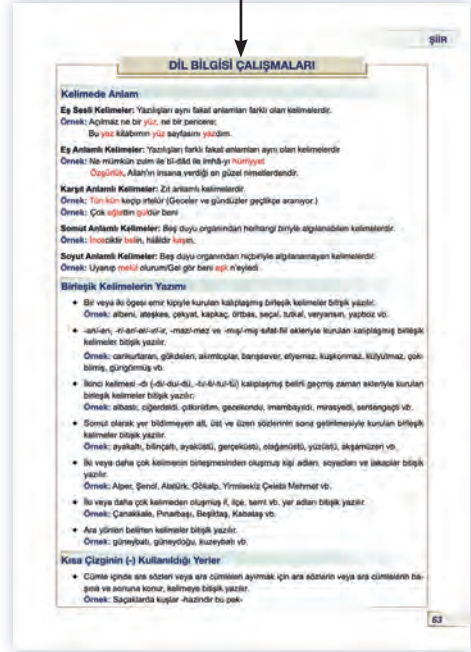 ŞİİR
DİL BİLGİSİ ÇALIŞMALARI
Kelimede Anlam
Eş Sesli Kelimeler: Yazılışları aynı fakat anlamları farklı olan kelimelerdir.
Örnek: Açılmaz ne bir yüz, ne bir pencere;
Bu yaz kitabımın yüz sayfasını yazdım.
Eş Anlamlı Kelimeler: Yazılışları farklı fakat anlamları aynı olan kelimelerdir
Örnek: Ne mümkün zulm ile bî-dâd ile imhâ-yı hürriyyet
Özgürlük, Allah'ın insana verdiği en güzel nimetlerdendir.
Karşıt Anlamlı Kelimeler: Zıt anlamlı kelimelerdir.
Örnek: Tün kün keçip irtelür (Geceler ve gündüzler geçtikçe aranıyor.)
Örnek: Çok ağlattın güldür beni
Somut Anlamlı Kelimeler: Beş duyu organından herhangi biriyle algılanabilen kelimelerdir.
Örnek: İncecikdir belin, hilâldir kaşın,
Soyut Anlamlı Kelimeler: Beş duyu organından hiçbiriyle algılanamayan kelimelerdir.
Örnek: Uyanıp melül olurum/Gel gör beni aşk n'eyledi
Birleşik Kelimelerin Yazımı
Bir veya iki ögesi emir kipiyle kurulan kalıplaşmış birleşik kelimeler bitişik yazılır.
Örnek: albeni, ateşkes, çekyat, kapkaç, örtbas, seçal, tutkal, veryansın, yapboz vb.
-an/-en, -r/-ar/-er/-ır/-ir, -maz/-mez ve -mış/-miş sıfat-fiil ekleriyle kurulan kalıplaşmış birleşik
kelimeler bitişik yazılır.
Örnek: cankurtaran, gökdelen, akımtoplar, barışsever, etyemez, kuşkonmaz, külyutmaz, çok-
bilmiş, güngörmüş vb.
İkinci kelimesi -dı (-di/-du/-dü, -tı/-ti/-tu/-tü) kalıplaşmış belirli geçmiş zaman ekleriyle kurulan
birleşik kelimeler bitişik yazılır.
Örnek: albastı, ciğerdeldi, çıtkırıldım, gecekondu, imambayıldı, mirasyedi, serdengeçti vb.
Somut olarak yer bildirmeyen alt, üst ve üzeri sözlerinin sona getirilmesiyle kurulan birleşik
kelimeler bitişik yazılır.
Örnek: ayakaltı, bilinçaltı, ayaküstü, gerçeküstü, olağanüstü, yüzüstü, akşamüzeri vb.
İki veya daha çok kelimenin birleşmesinden oluşmuş kişi adları, soyadları ve lakaplar bitişik
yazılır.
Örnek: Alper, Şenol, Atatürk, Gökalp, Yirmisekiz Çelebi Mehmet vb.
İki veya daha çok kelimeden oluşmuş il, ilçe, semt vb. yer adları bitişik yazılır.
Örnek: Çanakkale, Pınarbaşı, Beşiktaş, Kabataş vb.
Ara yönleri belirten kelimeler bitişik yazılır.
Örnek: güneybatı, güneydoğu, kuzeybatı vb.
Kısa Çizginin (-) Kullanıldığı Yerler
Cümle içinde ara sözleri veya ara cümleleri ayırmak için ara sözlerin veya ara cümlelerin ba-
şına ve sonuna konur, kelimeye bitişik yazılır.
Örnek: Saçaklarda kuşlar -hazindir bu pek-
63